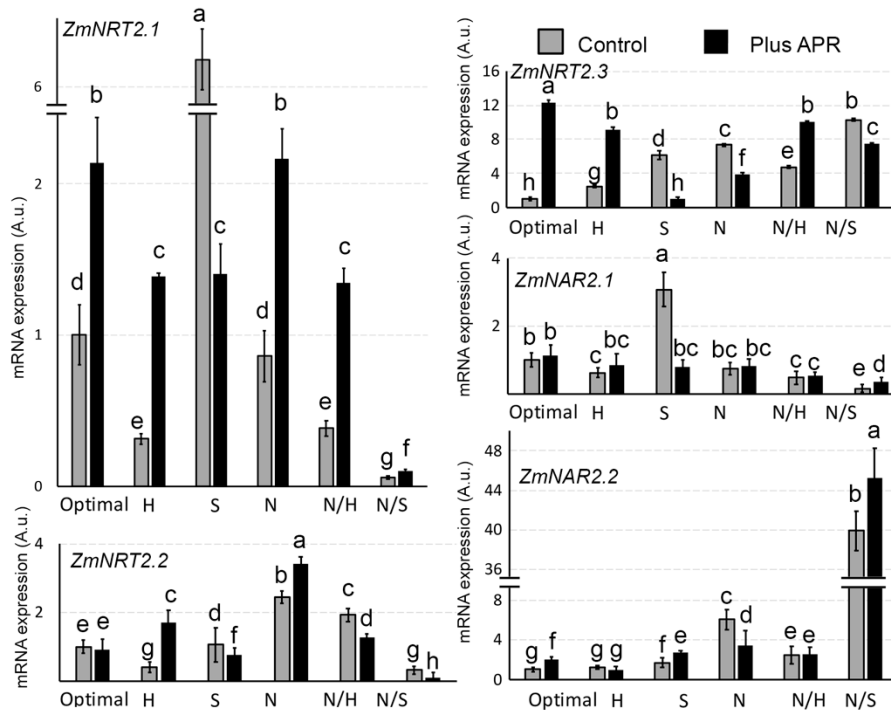 ZmNRT2.1
mRNA expression (A.u.)
6
2
1
0
d b e c a c d b e c g f
Optimal H S N N/H N/S
ZmNRT2.2
mRNA expression (A.u.)
4
2
0
e e g c d f b a c d g h
Optimal H S N N/H N/S
Control Plus APR
ZmNRT2.3
mRNA expression (A.u.)
16
12
8
4
0
h a g b d h c f e b b c
Optimal H S N N/H N/S
ZmNAR2.1
mRNA expression (A.u.)
4
2
b b c bc a bc bc bc c c e d
Optimal H S N N/H N/S
ZmNAR2.2
mRNA expression (A.u.)
48
44
40
36
8
4
0
g f g g f e c d e e b a
Optimal H S N N/H N/S